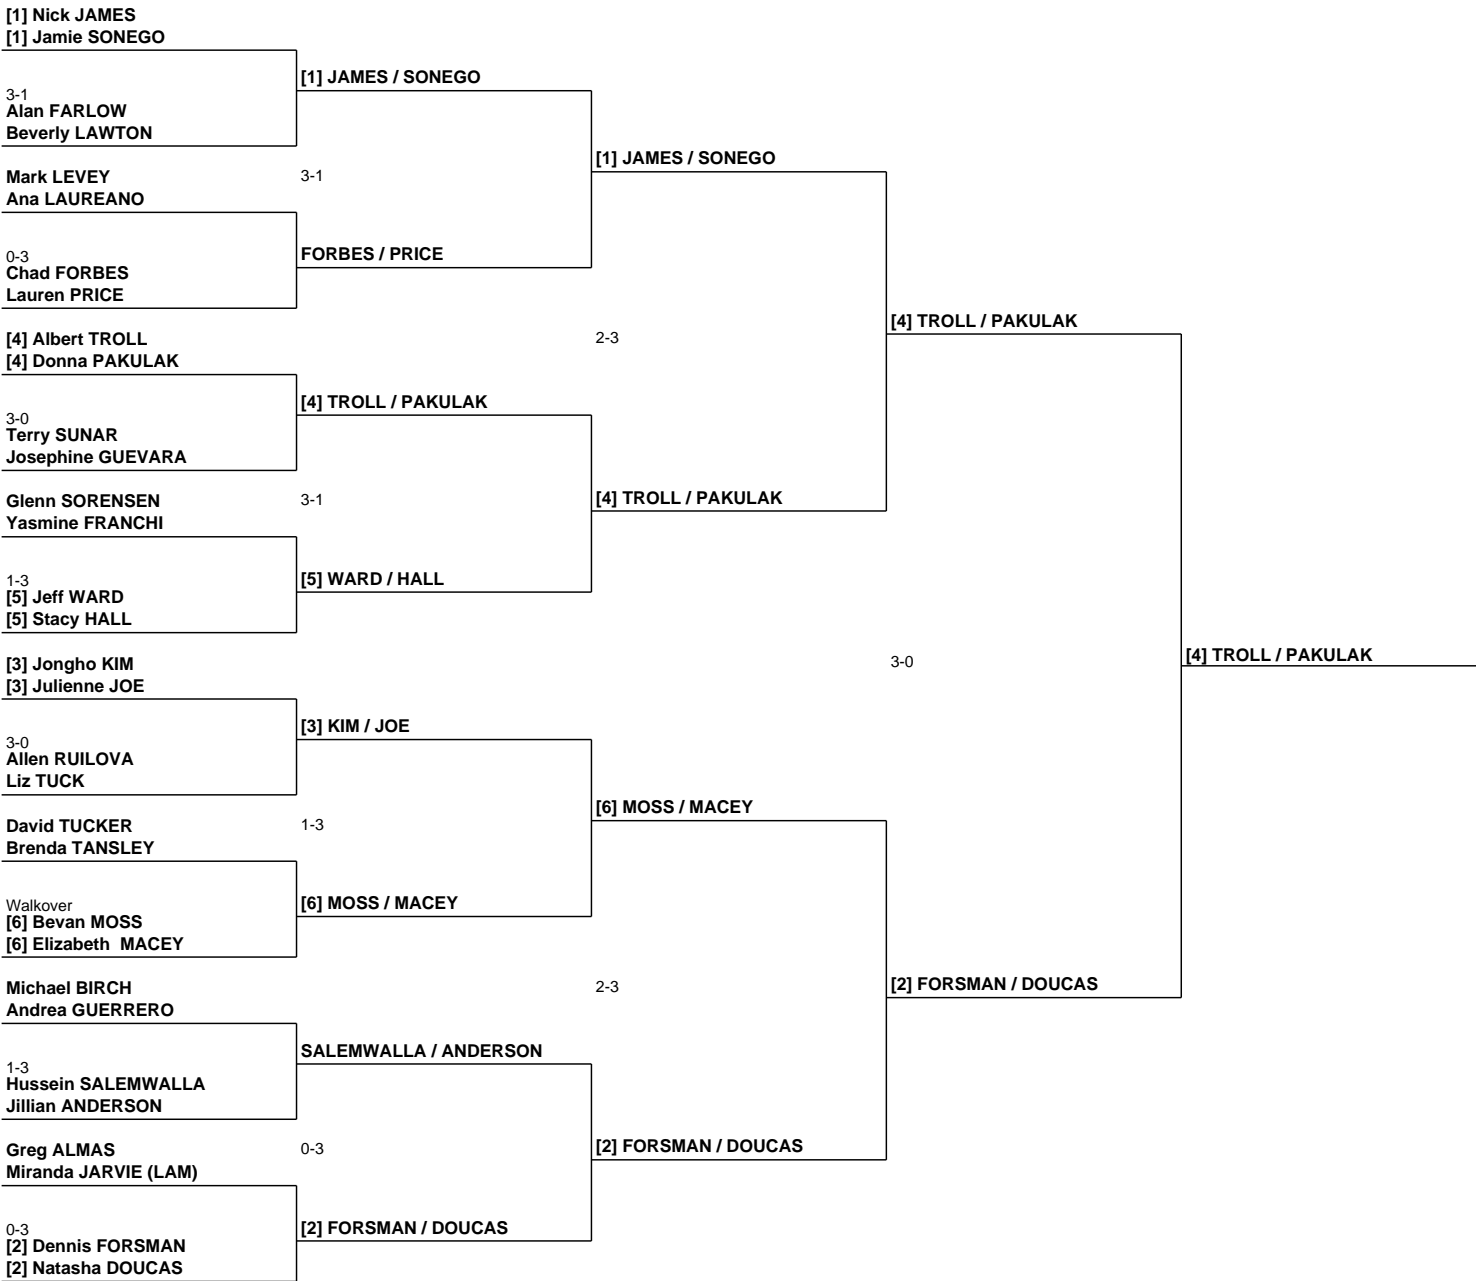 [1] Nick JAMES
[1] Jamie SONEGO
[1] JAMES / SONEGO
3-1
Alan FARLOW
Beverly LAWTON
[1] JAMES / SONEGO
Mark LEVEY
3-1
Ana LAUREANO
FORBES / PRICE
0-3
Chad FORBES
Lauren PRICE
[4] TROLL / PAKULAK
[4] Albert TROLL
2-3
[4] Donna PAKULAK
[4] TROLL / PAKULAK
3-0
Terry SUNAR
Josephine GUEVARA
[4] TROLL / PAKULAK
Glenn SORENSEN
3-1
Yasmine FRANCHI
[5] WARD / HALL
1-3
[5] Jeff WARD
[5] Stacy HALL
[4] TROLL / PAKULAK
[3] Jongho KIM
3-0
[3] Julienne JOE
[3] KIM / JOE
3-0
Allen RUILOVA
Liz TUCK
[6] MOSS / MACEY
David TUCKER
1-3
Brenda TANSLEY
[6] MOSS / MACEY
Walkover
[6] Bevan MOSS
[6] Elizabeth  MACEY
[2] FORSMAN / DOUCAS
Michael BIRCH
2-3
Andrea GUERRERO
SALEMWALLA / ANDERSON
1-3
Hussein SALEMWALLA
Jillian ANDERSON
[2] FORSMAN / DOUCAS
Greg ALMAS
0-3
Miranda JARVIE (LAM)
[2] FORSMAN / DOUCAS
0-3
[2] Dennis FORSMAN
[2] Natasha DOUCAS